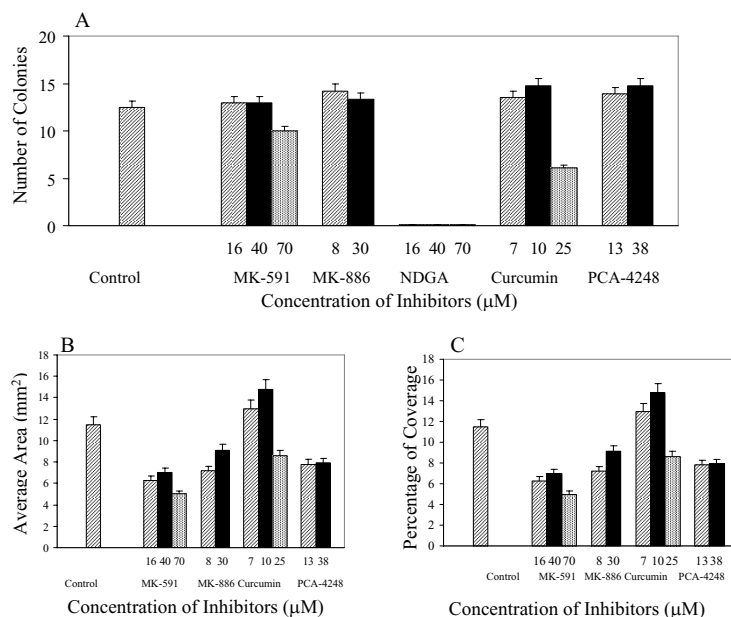 A
Number of Colonies
20
15
10
5
0
16 40 70 8 30 16 40 70 7 10 25 13 38
Control MK-591 MK-886 NDGA Curcumin PCA-4248
Concentration of Inhibitors (μM)
B
Average Area (mm²)
18
16
14
12
10
8
6
4
2
0
16 40 70 8 30 7 10 25 13 38
Control MK-591 MK-886 Curcumin PCA-4248
Concentration of Inhibitors (μM)
C
Percentage of Coverage
18
16
14
12
10
8
6
4
2
0
16 40 70 8 30 7 10 25 13 38
Control MK-591 MK-886 Curcumin PCA-4248
Concentration of Inhibitors (μM)